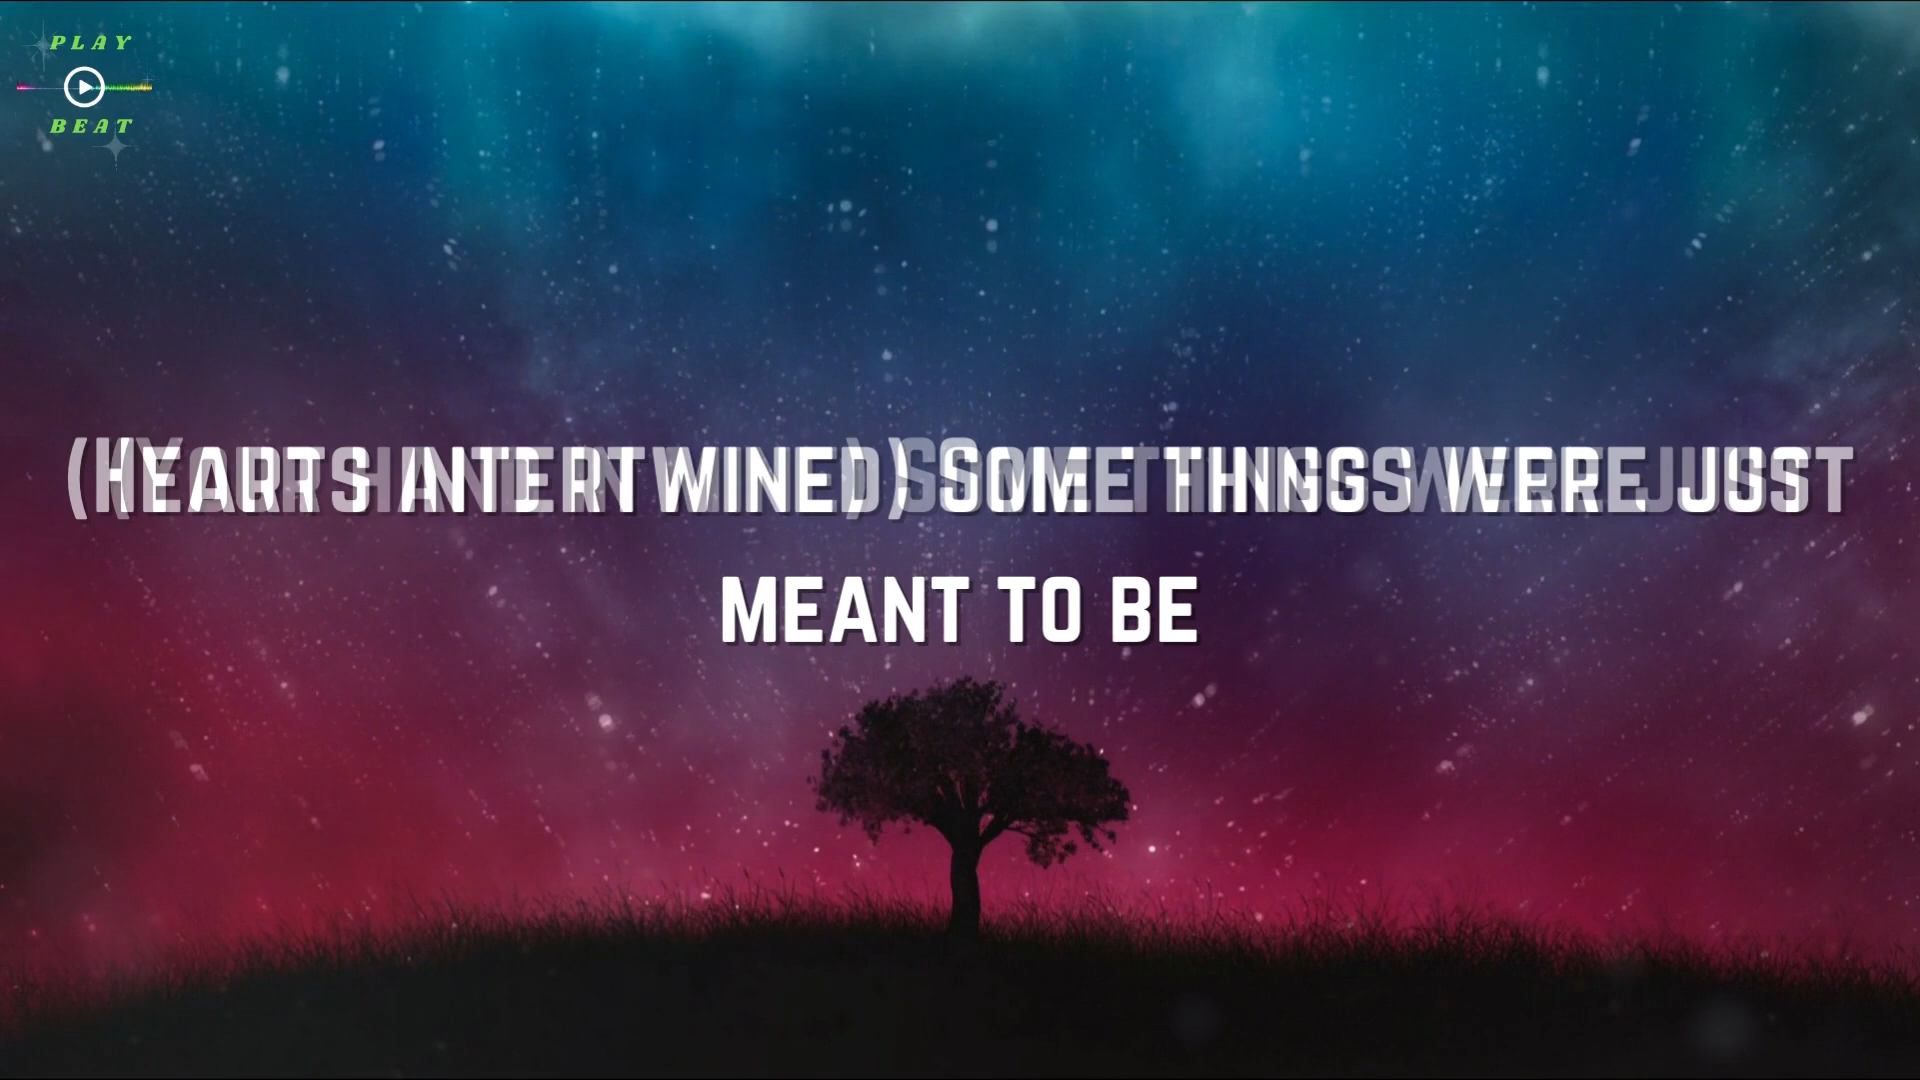 PLAY
BEAT
(HEARTS INTERTWINED) SOME THINGS WERE JUST
MEANT TO BE